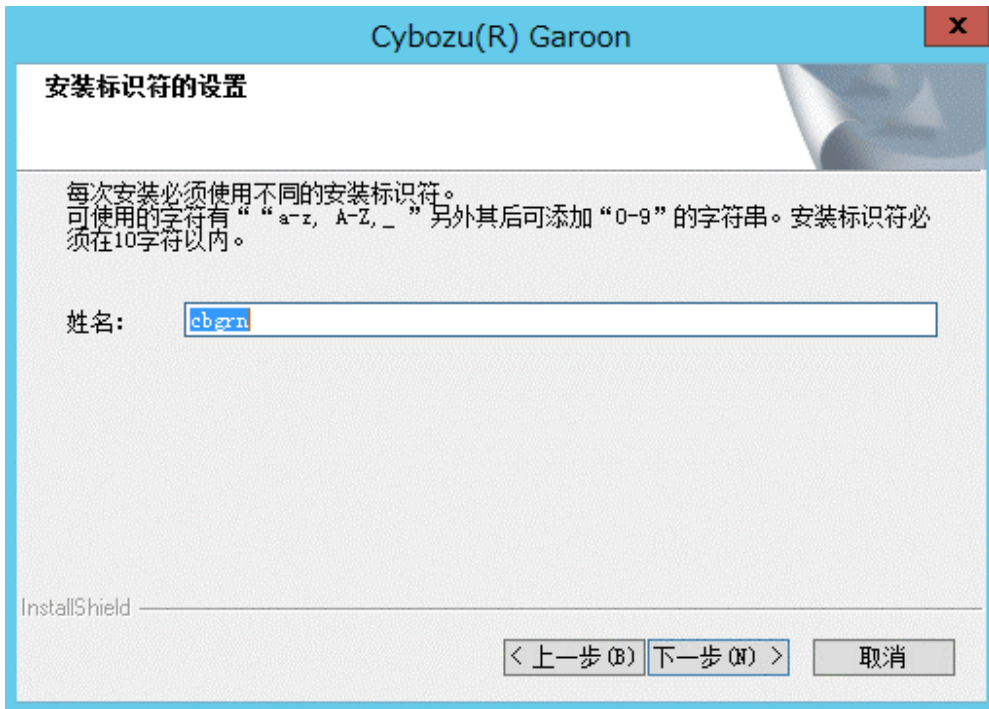 Cybozu(R) Garoon
x
安装标识符的设置
每次安装必须使用不同的安装标识符。
可使用的字符有““a-z, A-Z,_ ”另外其后可添加“0-9”的字符串。安装标识符必
须在10字符以内。
姓名:
cbgrn
InstallShield
< 上一步(B)
下一步(N) >
取消